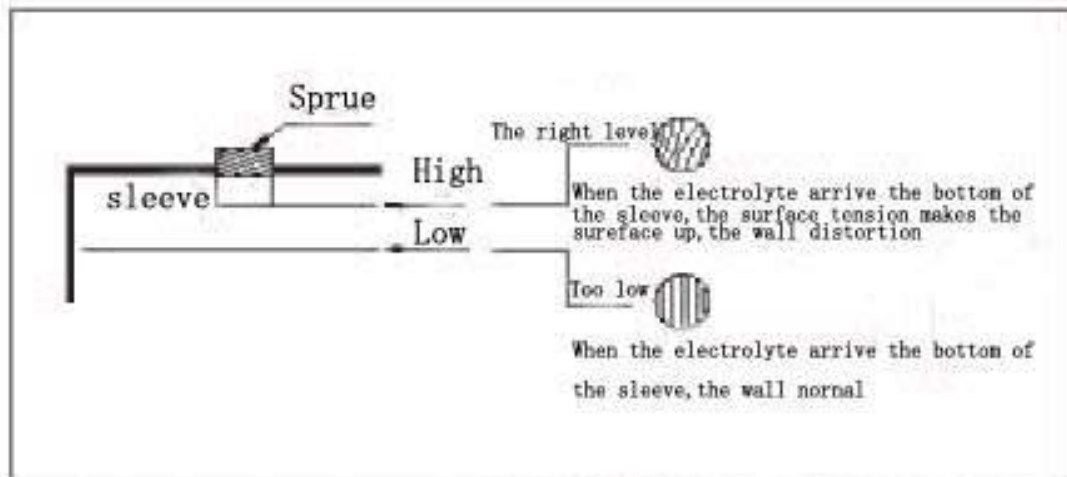 Sprue
The right level
High
sleeve
When the electrolyte arrive the bottom of
the sleeve,the surface tension makes the
sureface up,the wall distortion
Low
Too low
When the electrolyte arrive the bottom of
the sleeve,the wall nornal